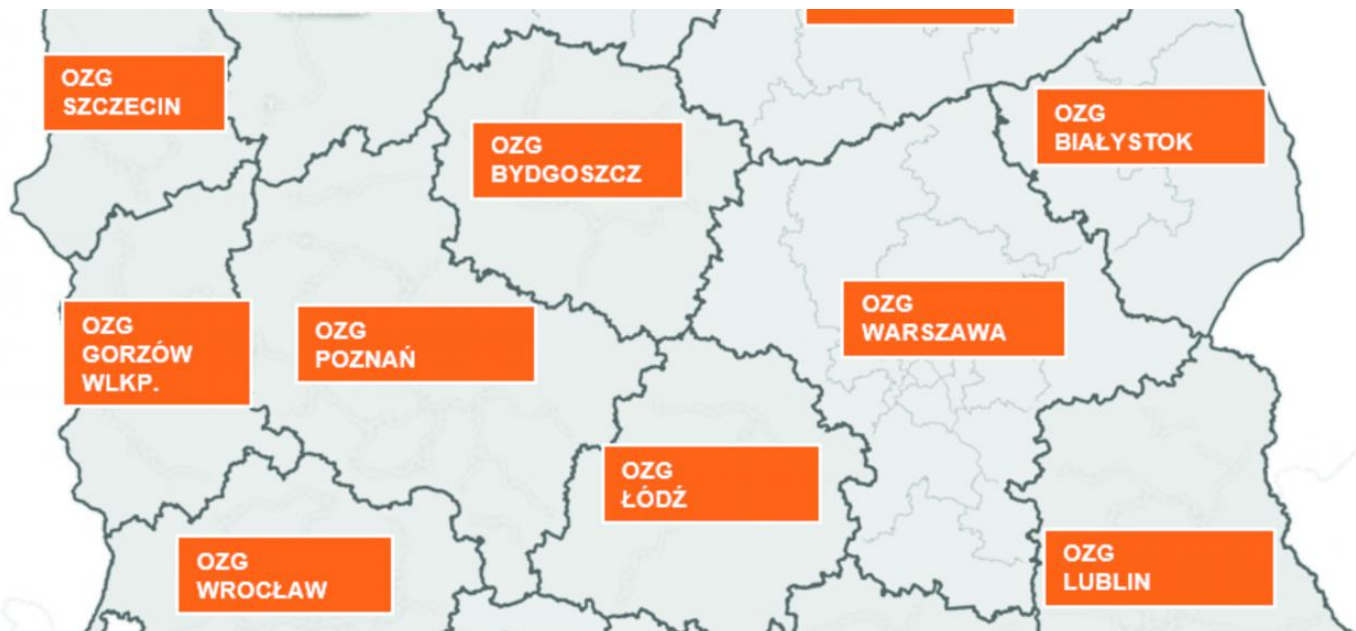 OZG
SZCZECIN
OZG
BIAŁYSTOK
OZG
BYDGOSZCZ
OZG
WARSZAWA
OZG
GORZÓW
WLKP.
OZG
POZNAŃ
OZG
ŁÓDŹ
OZG
WROCŁAW
OZG
LUBLIN